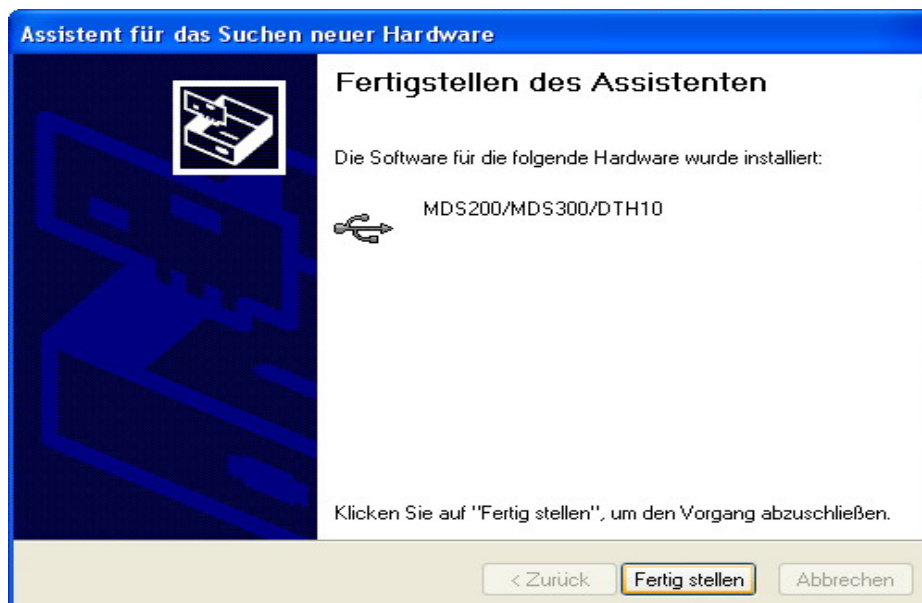 Assistent für das Suchen neuer Hardware
Fertigstellen des Assistenten
Die Software für die folgende Hardware wurde installiert:
MDS200/MDS300/DTH10
Klicken Sie auf "Fertig stellen", um den Vorgang abzuschließen.
< Zurück
Fertig stellen
Abbrechen